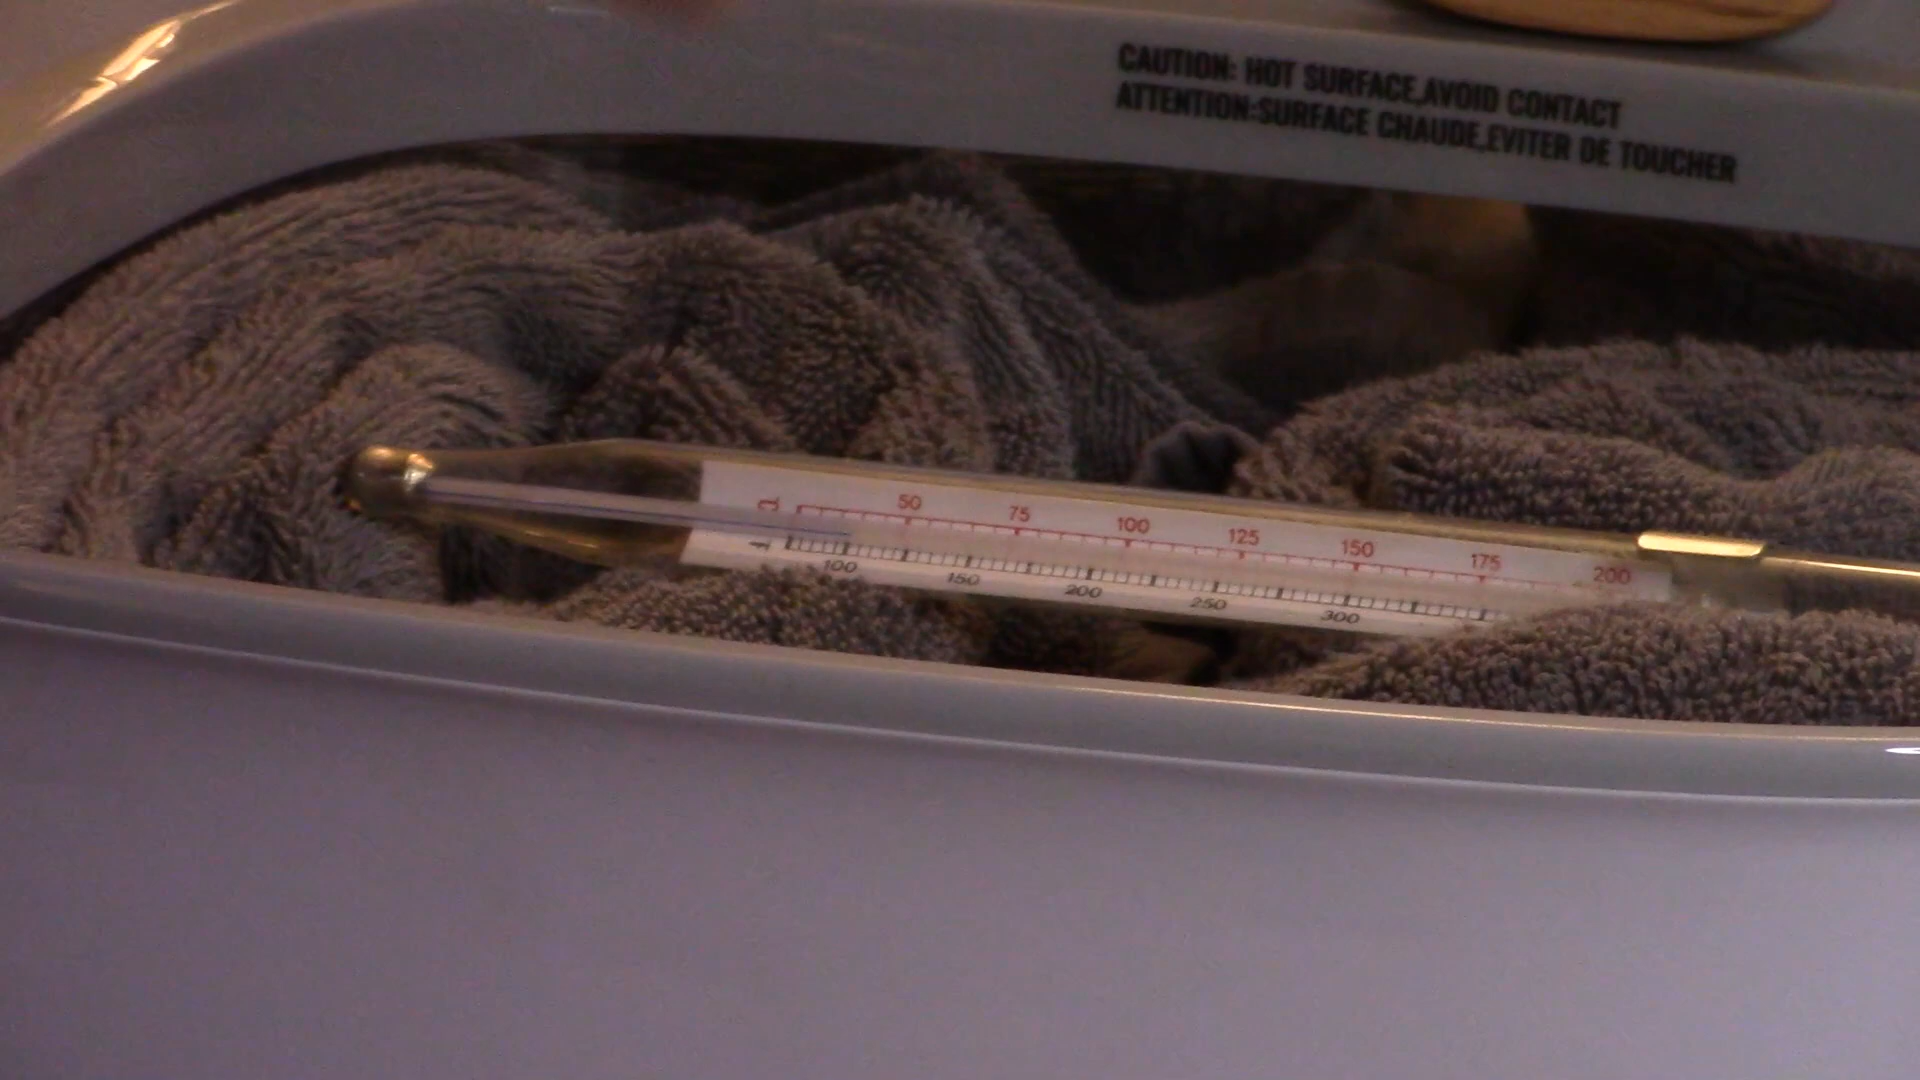 CAUTION: HOT SURFACE,AVOID CONTACT
ATTENTION:SURFACE CHAUDE,EVITER DE TOUCHER
50 75 100 125 150 175 200
100 150 200 250 300